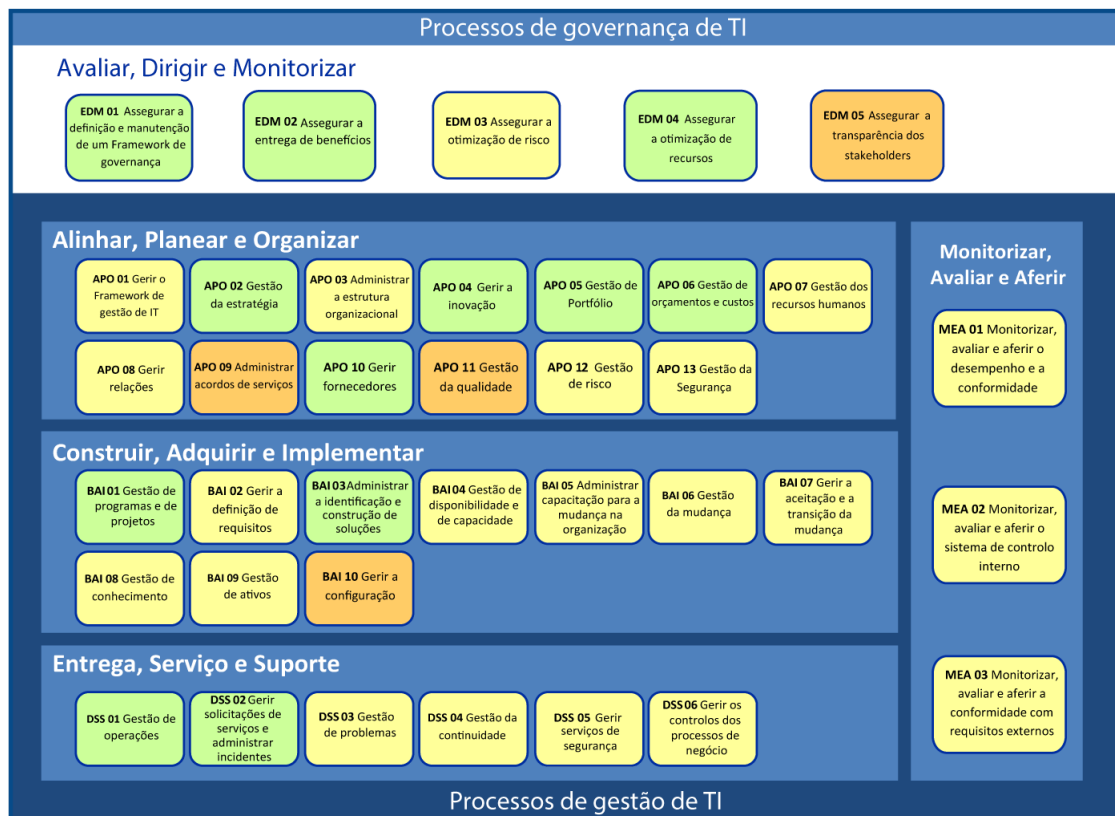 Processos de governança de TI
Avaliar, Dirigir e Monitorizar
EDM 01 Assegurar a
definição e manutenção
de um Framework de
governança
EDM 02 Assegurar a
entrega de benefícios
EDM 03 Assegurar a
otimização de risco
EDM 04 Assegurar
a otimização de
recursos
EDM 05 Assegurar a
transparência dos
stakeholders
Alinhar, Planear e Organizar
APO 01 Gerir o
Framework de
gestão de IT
APO 02 Gestão
da estratégia
APO 03 Administrar
a estrutura
organizacional
APO 04 Gerir a
inovação
APO 05 Gestão de
Portfólio
APO 06 Gestão de
orçamentos e custos
APO 07 Gestão dos
recursos humanos
APO 08 Gerir
relações
APO 09 Administrar
acordos de serviços
APO 10 Gerir
fornecedores
APO 11 Gestão
da qualidade
APO 12 Gestão
de risco
APO 13 Gestão da
Segurança
Construir, Adquirir e Implementar
BAI 01 Gestão de
programas e de
projetos
BAI 02 Gerir a
definição de
requisitos
BAI 03 Administrar
a identificação e
construção de
soluções
BAI 04 Gestão de
disponibilidade e
de capacidade
BAI 05 Administrar
capacitação para a
mudança na
organização
BAI 06 Gestão
da mudança
BAI 07 Gerir a
aceitação e a
transição da
mudança
BAI 08 Gestão de
conhecimento
BAI 09 Gestão
de ativos
BAI 10 Gerir a
configuração
Entrega, Serviço e Suporte
DSS 01 Gestão de
operações
DSS 02 Gerir
solicitações de
serviços e
administrar
incidentes
DSS 03 Gestão
de problemas
DSS 04 Gestão da
continuidade
DSS 05 Gerir
serviços de
segurança
DSS 06 Gerir os
controlos dos
processos de
negócio
Monitorizar,
Avaliar e Aferir
MEA 01 Monitorizar,
avaliar e aferir o
desempenho e a
conformidade
MEA 02 Monitorizar,
avaliar e aferir o
sistema de controlo
interno
MEA 03 Monitorizar,
avaliar e aferir a
conformidade com
requisitos externos
Processos de gestão de TI